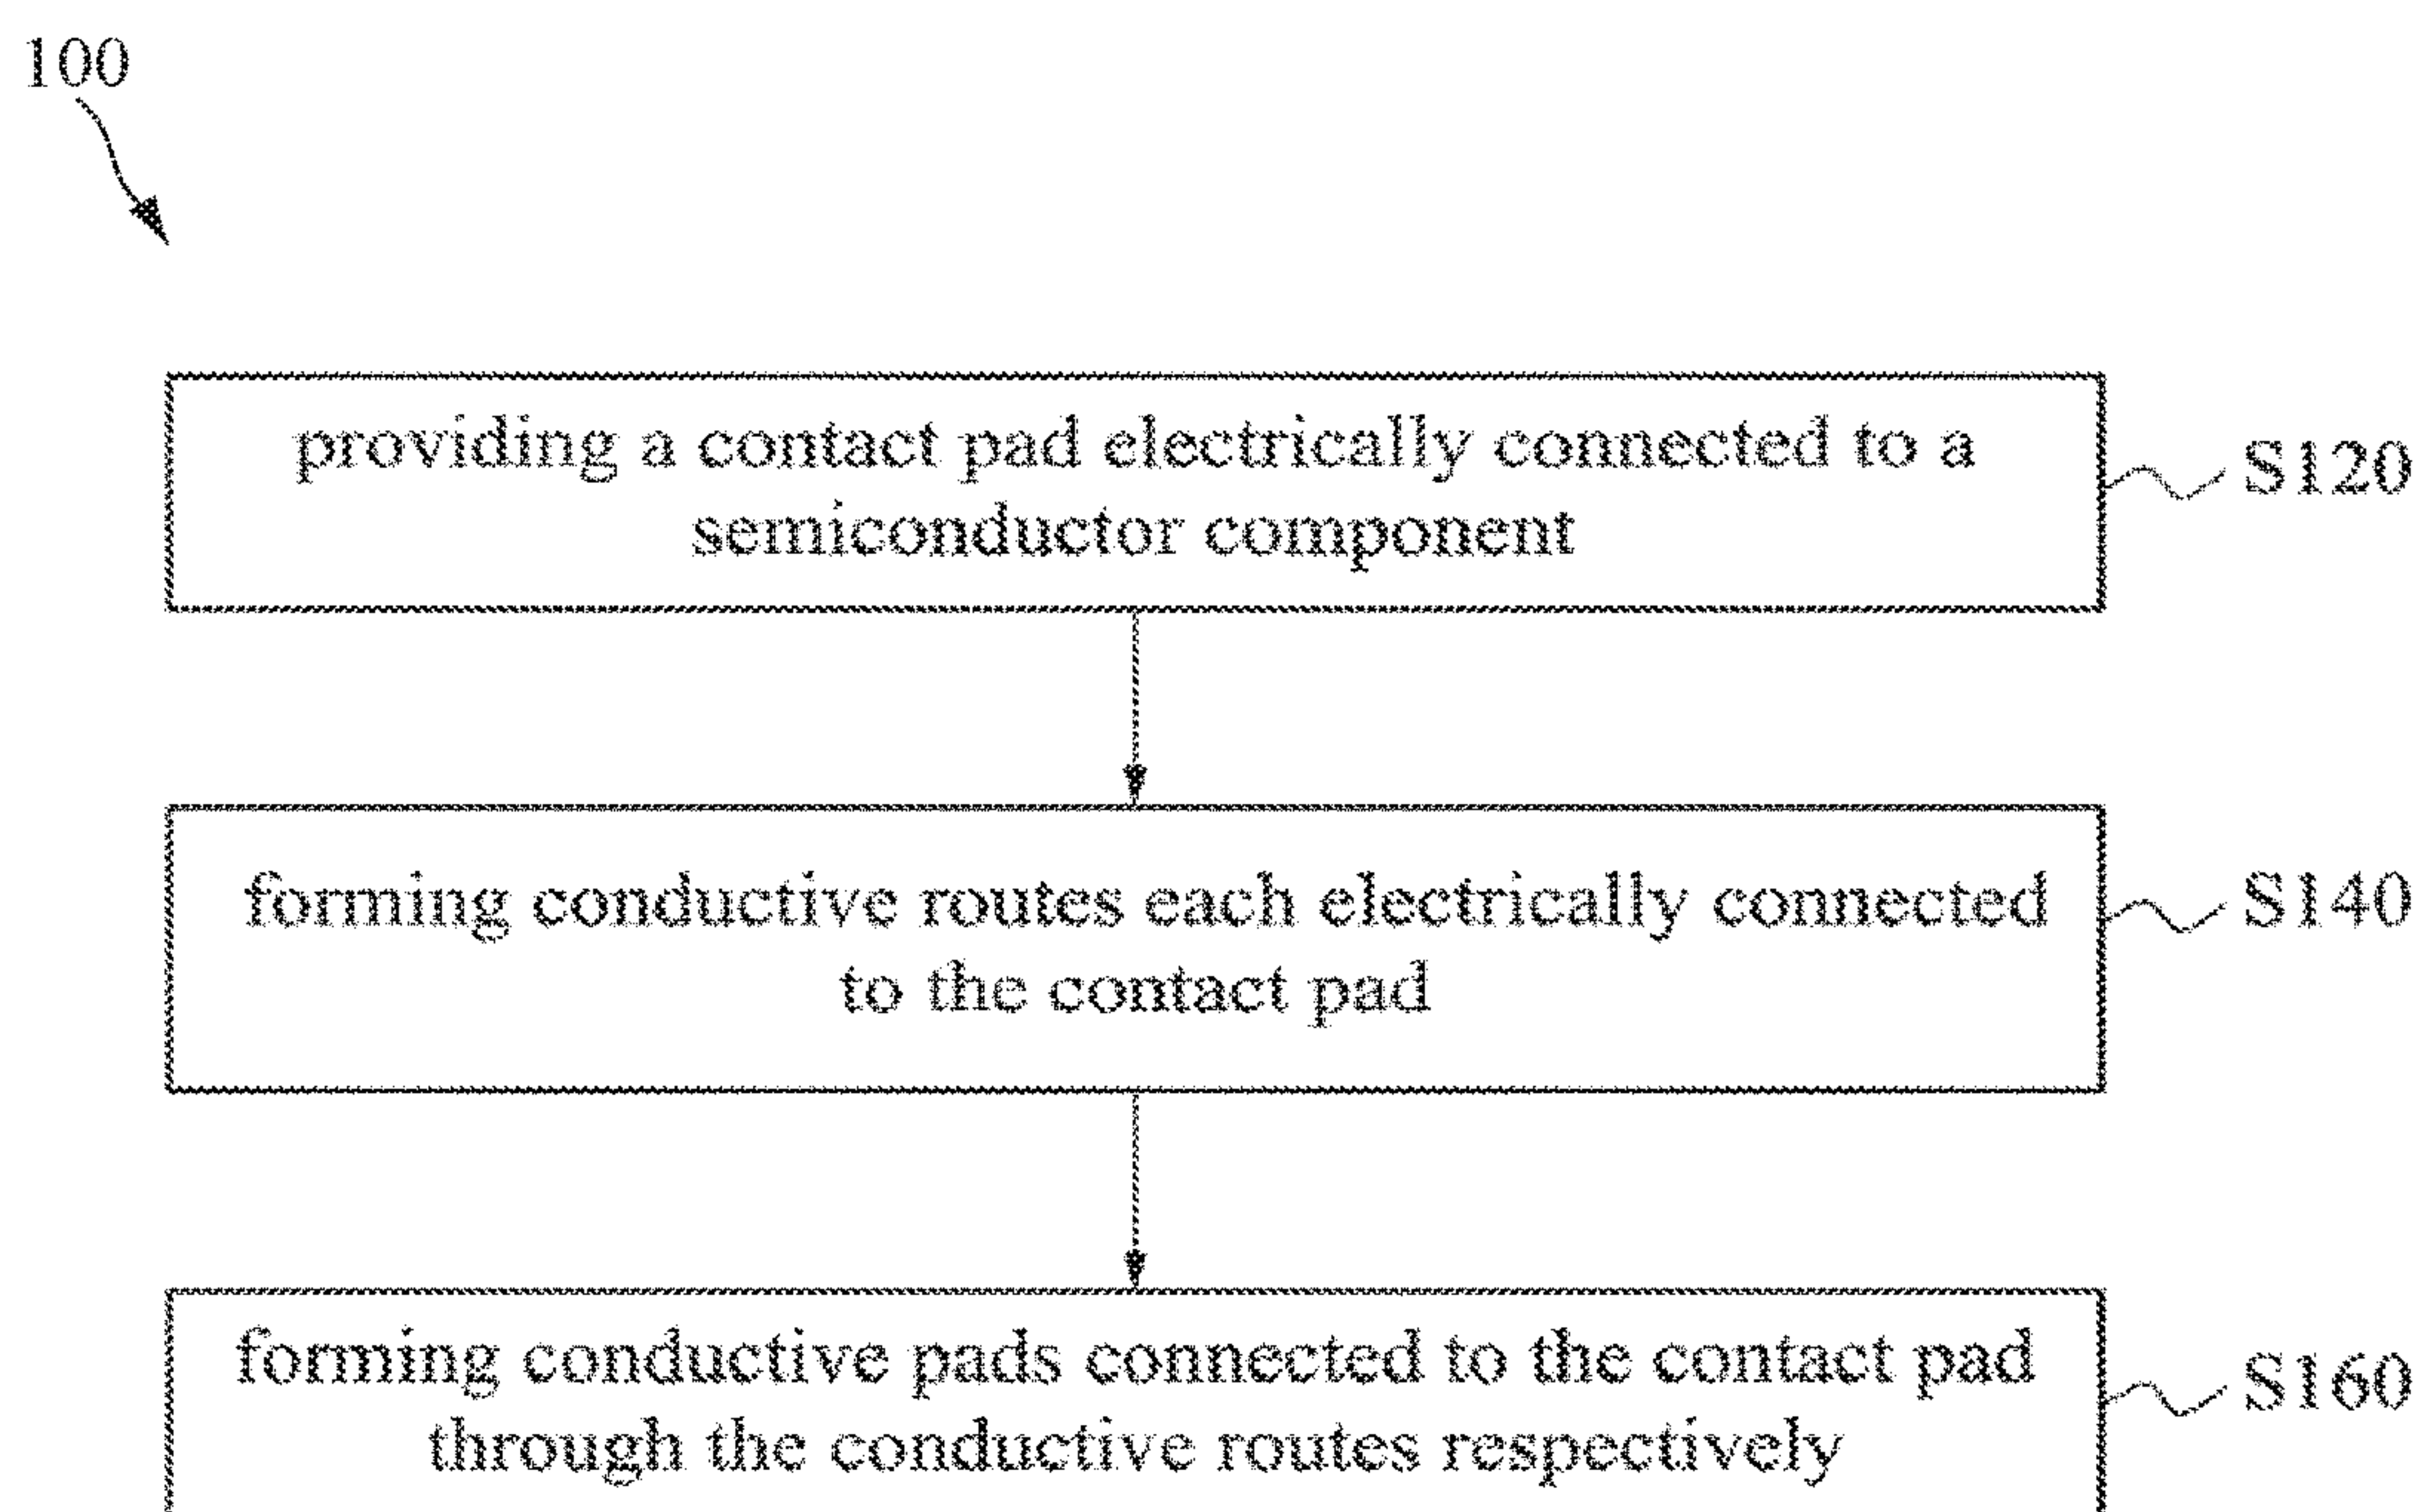 100
providing a contact pad electrically connected to a
semiconductor component
S120
forming conductive routes each electrically connected
to the contact pad
S140
forming conductive pads connected to the contact pad
through the conductive routes respectively
S160